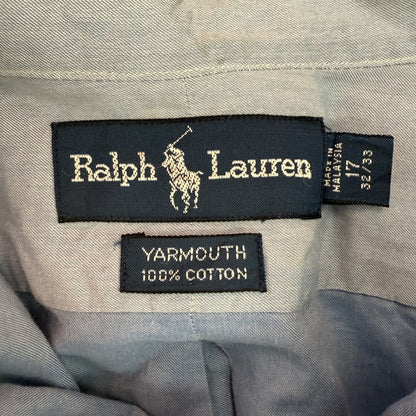 Ralph Lauren
MADE IN
MALAYSIA
17
32/33
YARMOUTH
100% COTTON